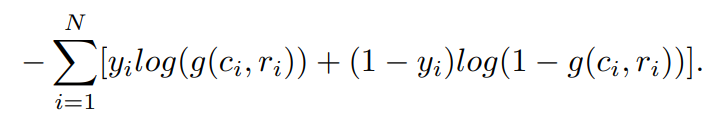 − ∑_{i=1}^{N} [y_i log(g(c_i, r_i)) + (1 − y_i)log(1 − g(c_i, r_i))].